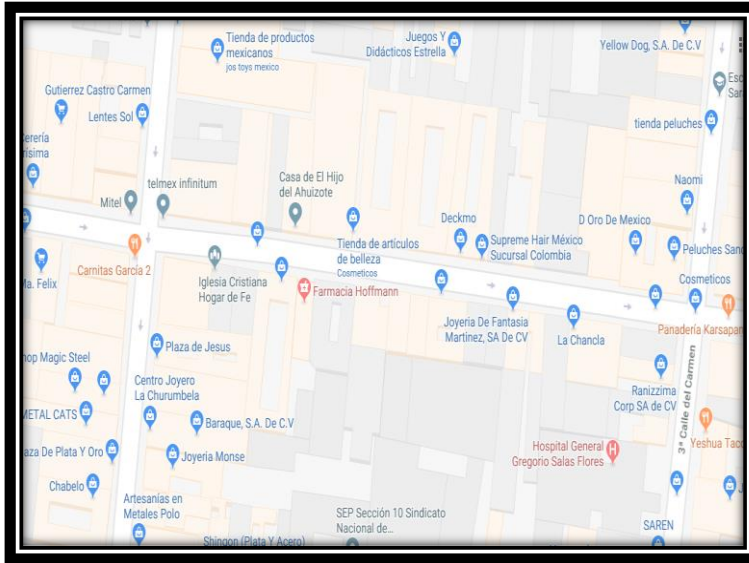 Tienda de productos
mexicanos
jos toys mexico
Juegos Y
Didácticos Estrella
Yellow Dog, S.A. De C.V
Gutierrez Castro Carmen
Lentes Sol
tienda peluches
Mitel
telmex infinitum
Casa de El Hijo
del Ahuizote
Naomi
Deckmo
D Oro De Mexico
Carnitas García 2
Iglesia Cristiana
Hogar de Fe
Tienda de artículos
de belleza
Cosmeticos
Supreme Hair México
Sucursal Colombia
Peluches
Cosmeticos
Farmacia Hoffmann
Joyeria De Fantasia
Martinez, SA De CV
La Chancla
Panadería
Plaza de Jesus
Magic Steel
Centro Joyero
La Churumbela
METAL CATS
Baraque, S.A. De C.V
Ranizzima
Corp SA de CV
3ª Calle del Carmen
De Plata Y Oro
Joyeria Monse
Hospital General
Gregorio Salas Flores
Yeshua
Chabelo
Artesanías en
Metales Polo
SEP Sección 10 Sindicato
Nacional de...
SAREN
Shingon (Plata Y Acero)